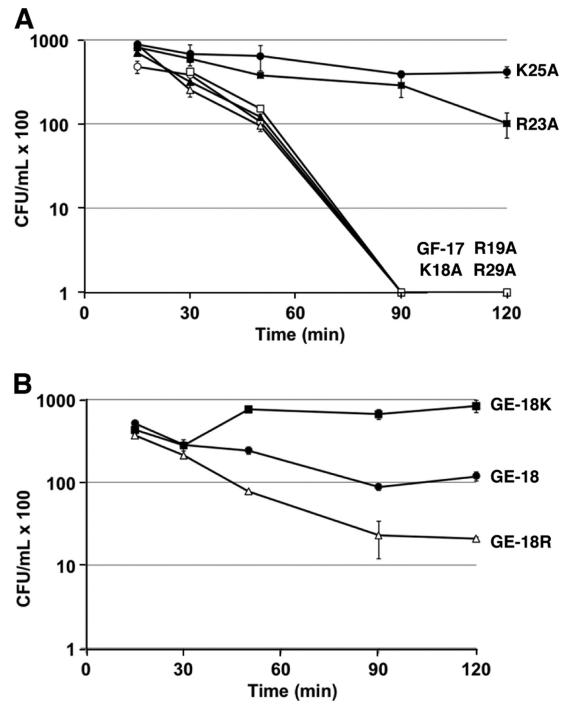 A
1000
100
10
1
CFU/mL x 100
K25A
R23A
GF-17 R19A
K18A R29A
0 30 60 90 120
Time (min)
B
1000
100
10
1
CFU/mL x 100
GE-18K
GE-18
GE-18R
0 30 60 90 120
Time (min)